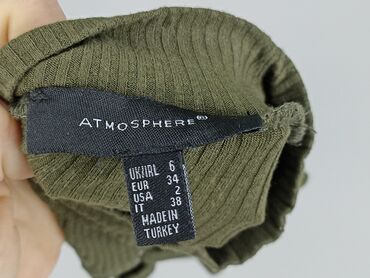 ATMOSPHERE®
UK/IRL 6
EUR 34
USA 2
IT 38
MADE IN
TURKEY